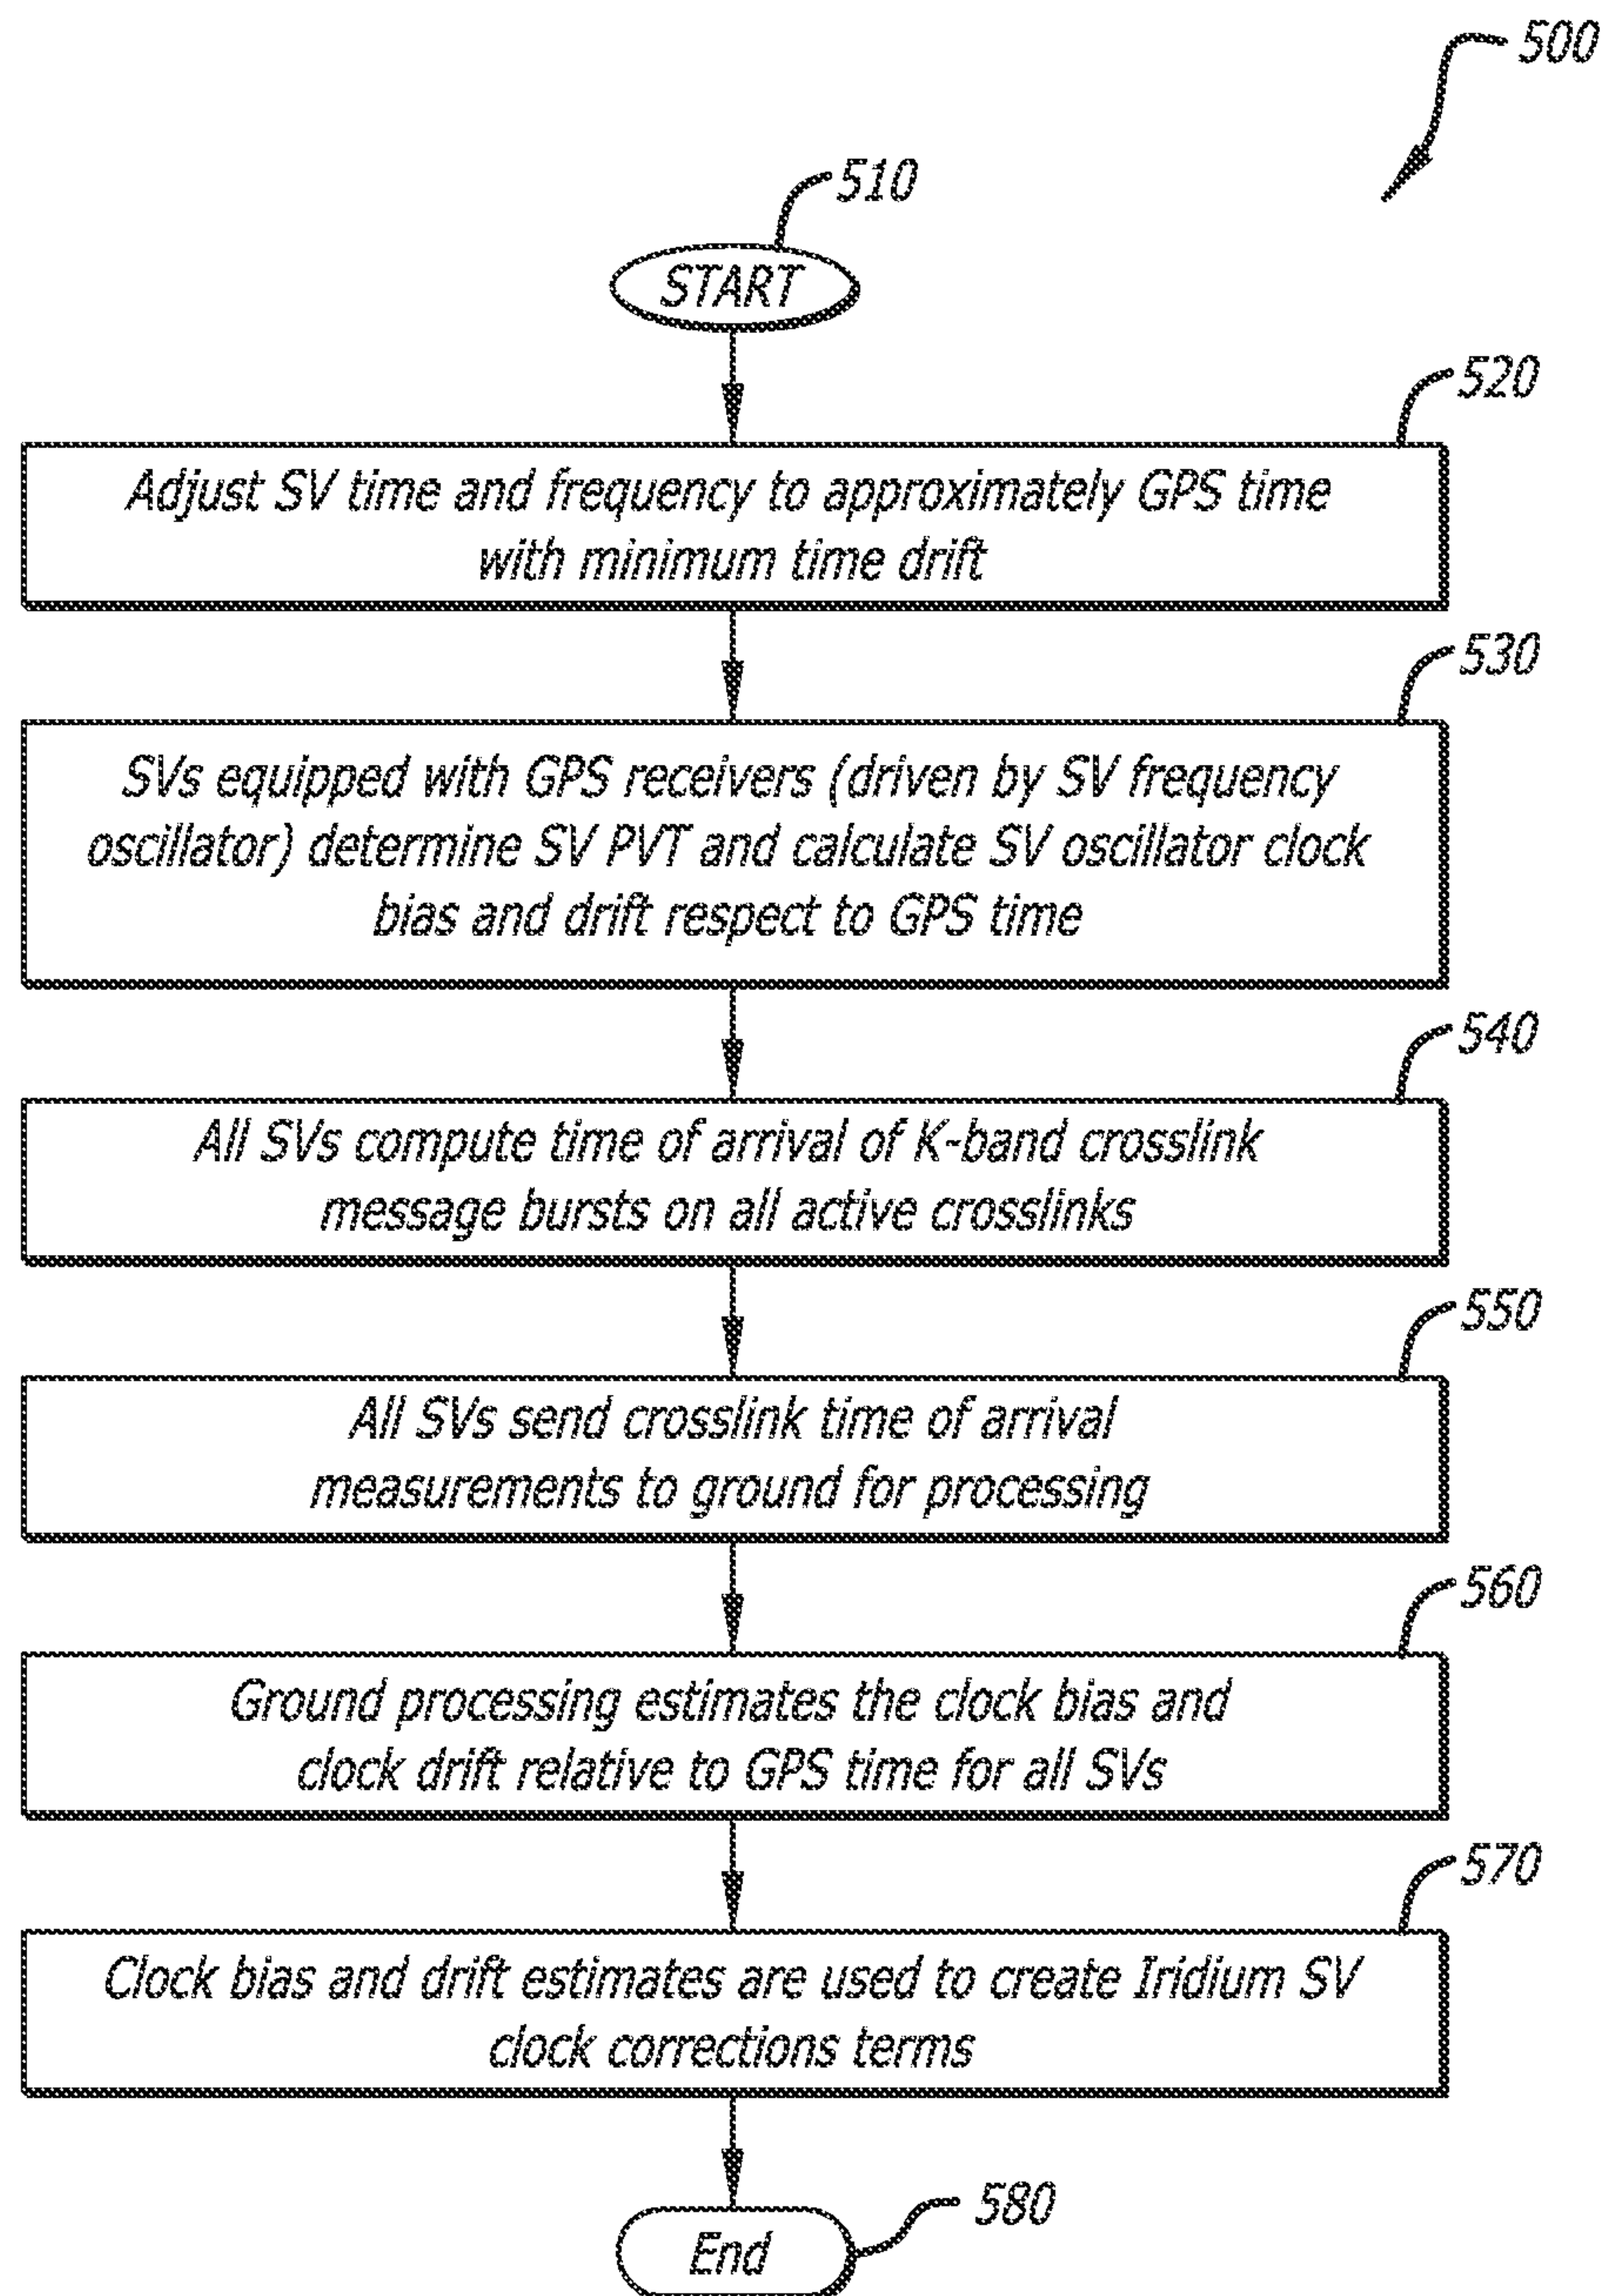 500
510
START
520
Adjust SV time and frequency to approximately GPS time
with minimum time drift
530
SVs equipped with GPS receivers (driven by SV frequency
oscillator) determine SV PVT and calculate SV oscillator clock
bias and drift respect to GPS time
540
All SVs compute time of arrival of K-band crosslink
message bursts on all active crosslinks
550
All SVs send crosslink time of arrival
measurements to ground for processing
560
Ground processing estimates the clock bias and
clock drift relative to GPS time for all SVs
570
Clock bias and drift estimates are used to create Iridium SV
clock corrections terms
580
End